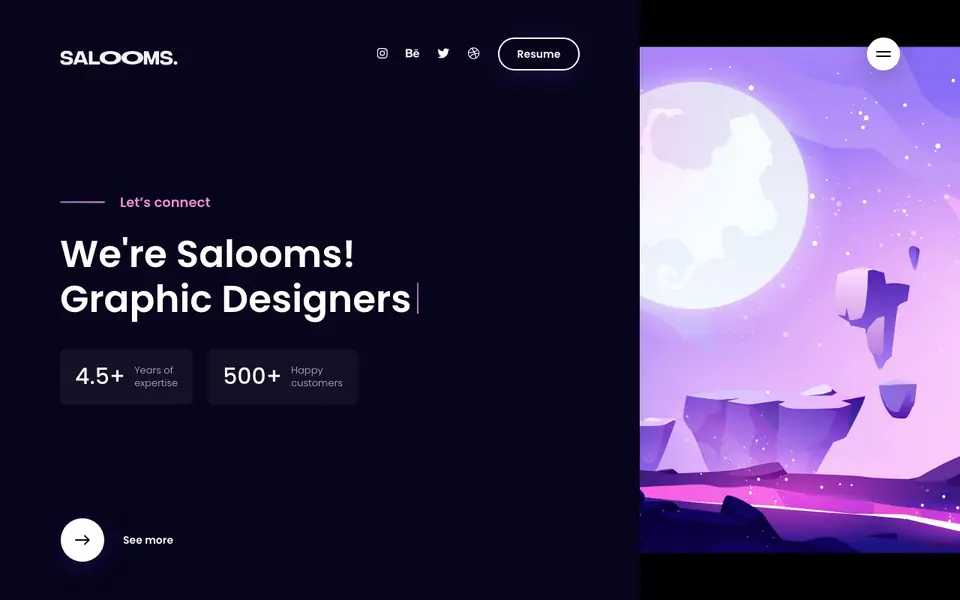 SALOOMS.
Bē
Resume
Let's connect
We're Salooms!
Graphic Designers
4.5+
Years of
expertise
500+
Happy
customers
See more